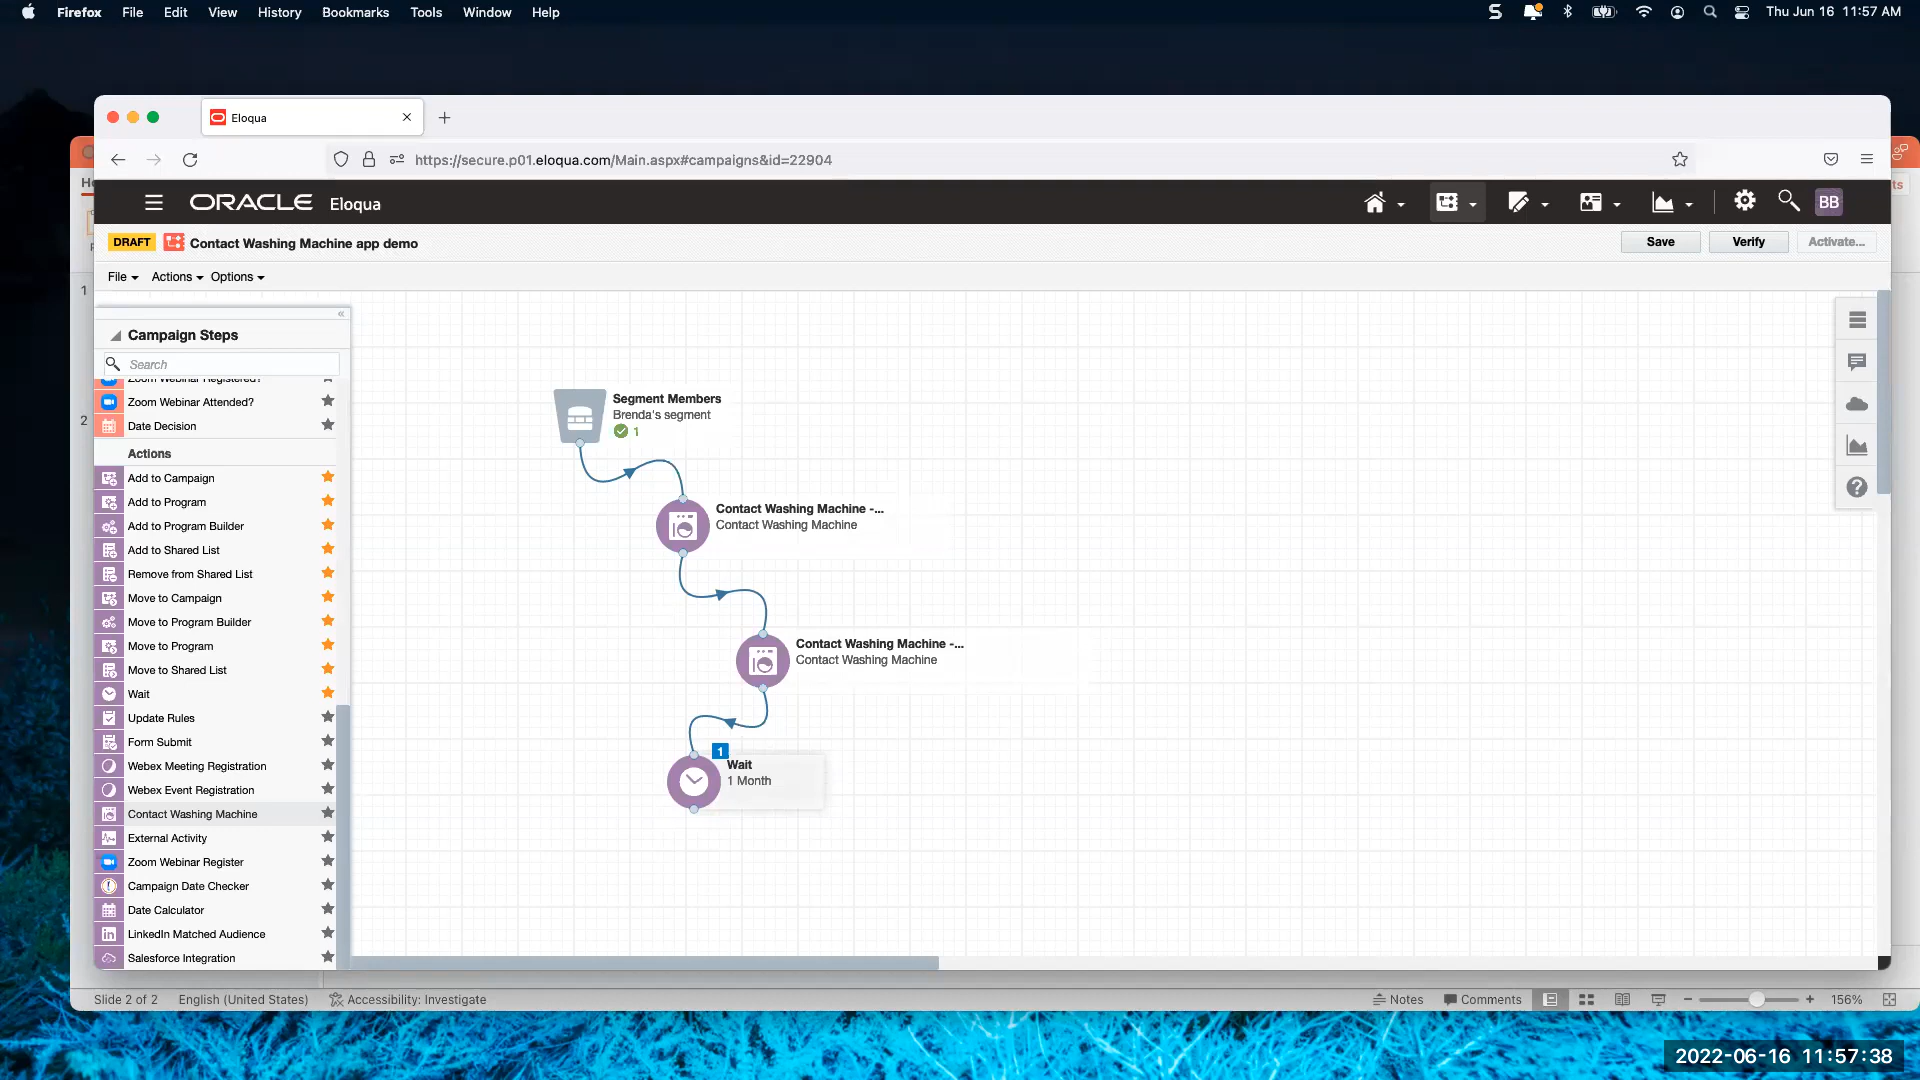 Firefox File Edit View History Bookmarks Tools Window Help
Thu Jun 16 11:57 AM
Eloqua
https://secure.p01.eloqua.com/Main.aspx#campaigns&id=22904
ORACLE Eloqua
BB
DRAFT Contact Washing Machine app demo
Save Verify Activate...
File Actions Options
1
2
Campaign Steps
Search
Zoom Webinar Registered?
Zoom Webinar Attended?
Date Decision
Actions
Add to Campaign
Add to Program
Add to Program Builder
Add to Shared List
Remove from Shared List
Move to Campaign
Move to Program Builder
Move to Program
Move to Shared List
Wait
Update Rules
Form Submit
Webex Meeting Registration
Webex Event Registration
Contact Washing Machine
External Activity
Zoom Webinar Register
Campaign Date Checker
Date Calculator
LinkedIn Matched Audience
Salesforce Integration
Segment Members
Brenda's segment
1
Contact Washing Machine -...
Contact Washing Machine
Contact Washing Machine -...
Contact Washing Machine
1
Wait
1 Month
Slide 2 of 2 English (United States) Accessibility: Investigate
Notes Comments 156%
2022-06-16 11:57:38